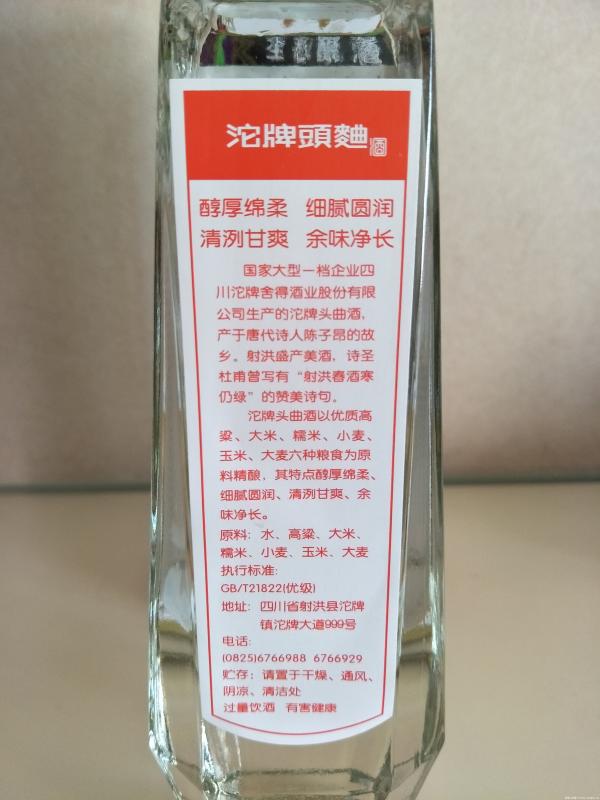 沱牌頭麯 酒
醇厚绵柔 细腻圆润
清洌甘爽 余味净长
国家大型一档企业四
川沱牌舍得酒业股份有限
公司生产的沱牌头曲酒,
产于唐代诗人陈子昂的故
乡。射洪盛产美酒, 诗圣
杜甫曾写有“射洪春酒寒
仍绿”的赞美诗句。
沱牌头曲酒以优质高
粱、大米、糯米、小麦、
玉米、大麦六种粮食为原
料精酿, 其特点醇厚绵柔、
细腻圆润、清洌甘爽、余
味净长。
原料: 水、高粱、大米、
糯米、小麦、玉米、大麦
执行标准:
GB/T21822(优级)
地址: 四川省射洪县沱牌
镇沱牌大道999号
电话:
(0825)6766988 6766929
贮存: 请置于干燥、通风、
阴凉、清洁处
过量饮酒 有害健康